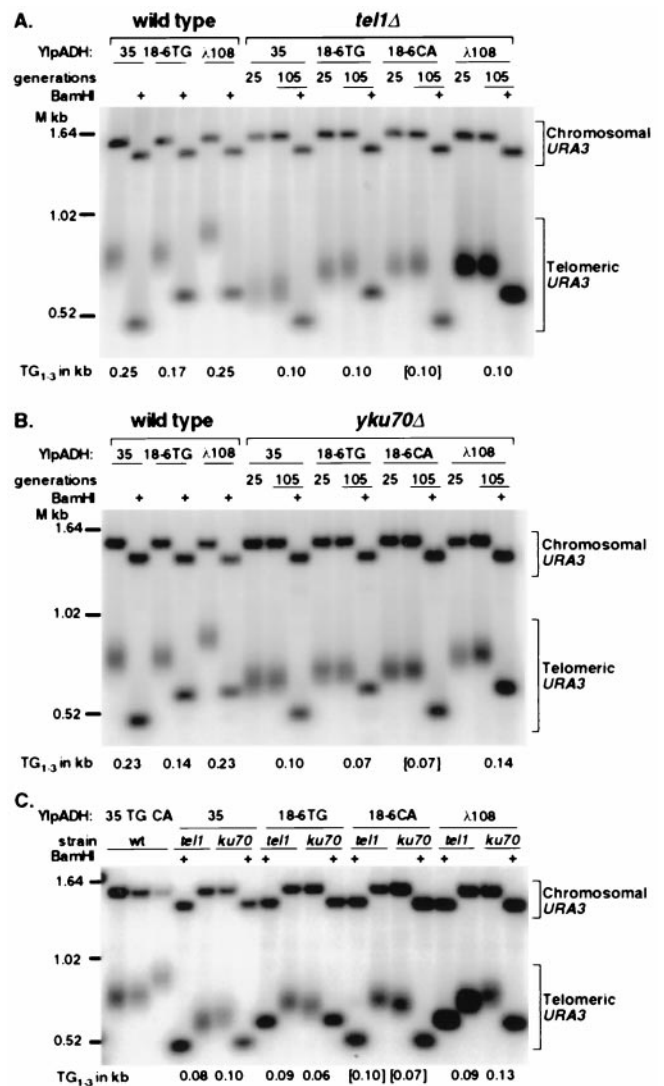 A.
wild type tel1Δ
YIpADH: 35 18-6TG λ108 35 18-6TG 18-6CA λ108
generations 25 105 25 105 25 105 25 105
BamHI + + + + + + +
M kb
1.64
Chromosomal
URA3
1.02
Telomeric
URA3
0.52
TG1-3 in kb 0.25 0.17 0.25 0.10 0.10 [0.10] 0.10
B.
wild type yku70Δ
YIpADH: 35 18-6TG λ108 35 18-6TG 18-6CA λ108
generations 25 105 25 105 25 105 25 105
BamHI + + + + + + +
M kb
1.64
Chromosomal
URA3
1.02
Telomeric
URA3
0.52
TG1-3 in kb 0.23 0.14 0.23 0.10 0.07 [0.07] 0.14
C.
YIpADH: 35 TG CA 35 18-6TG 18-6CA λ108
strain wt tel1 ku70 tel1 ku70 tel1 ku70 tel1 ku70
BamHI + + + + + + + +
1.64
Chromosomal
URA3
1.02
Telomeric
URA3
0.52
TG1-3 in kb 0.08 0.10 0.09 0.06 [0.10] [0.07] 0.09 0.13